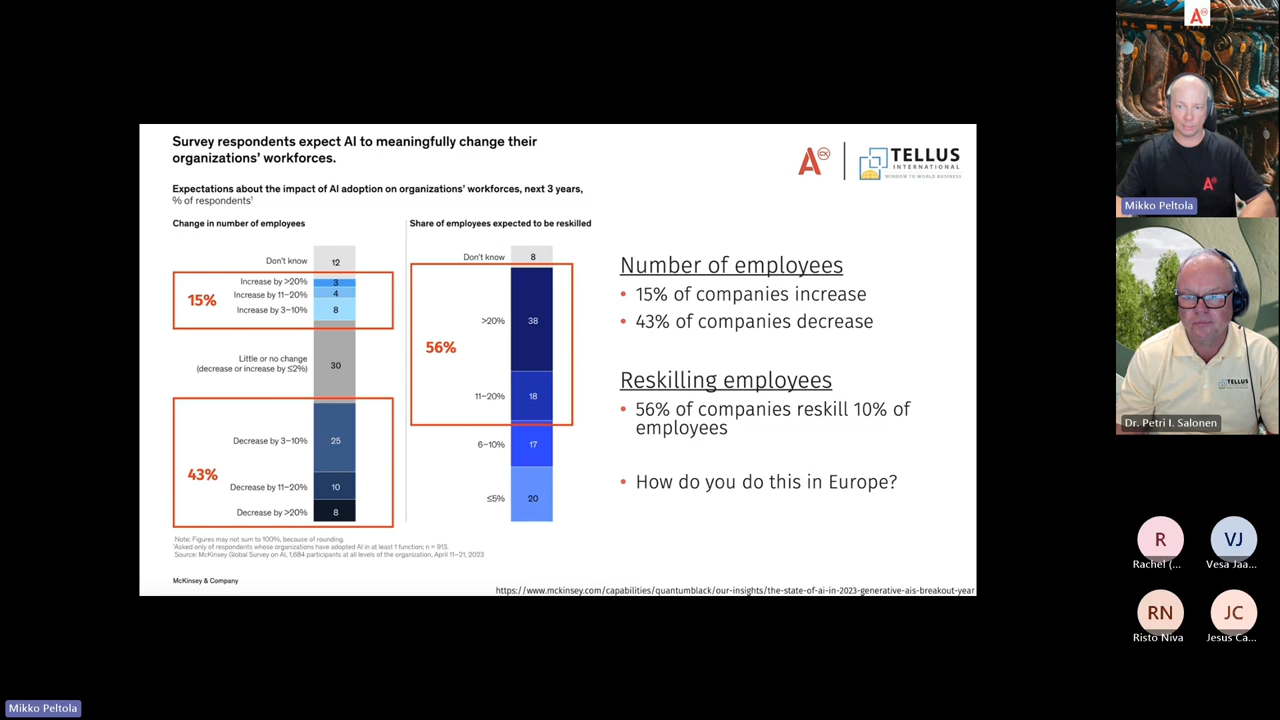 Survey respondents expect AI to meaningfully change their
organizations' workforces.
Expectations about the impact of AI adoption on organizations' workforces, next 3 years,
% of respondents¹
Change in number of employees
Don't know 12
Increase by >20% 3
Increase by 11–20% 4
Increase by 3–10% 8
15%
Little or no change
(decrease or increase by ≤2%) 30
Decrease by 3–10% 25
Decrease by 11–20% 10
Decrease by >20% 8
43%
Share of employees expected to be reskilled
Don't know 8
>20% 38
11–20% 18
56%
6–10% 17
≤5% 20
Note: Figures may not sum to 100%, because of rounding.
¹Asked only of respondents whose organizations have adopted AI in at least 1 function; n = 913.
Source: McKinsey Global Survey on AI, 1,684 participants at all levels of the organization, April 11–21, 2023
McKinsey & Company
A CX
TELLUS
INTERNATIONAL
WINDOW TO WORLD BUSINESS
Number of employees
• 15% of companies increase
• 43% of companies decrease
Reskilling employees
• 56% of companies reskill 10% of
employees
• How do you do this in Europe?
https://www.mckinsey.com/capabilities/quantumblack/our-insights/the-state-of-ai-in-2023-generative-ais-breakout-year
A
A
Mikko Peltola
TELLUS
Dr. Petri I. Salonen
R
Rachel (...
VJ
Vesa Jaa...
RN
Risto Niva
JC
Jesus Ca...
Mikko Peltola